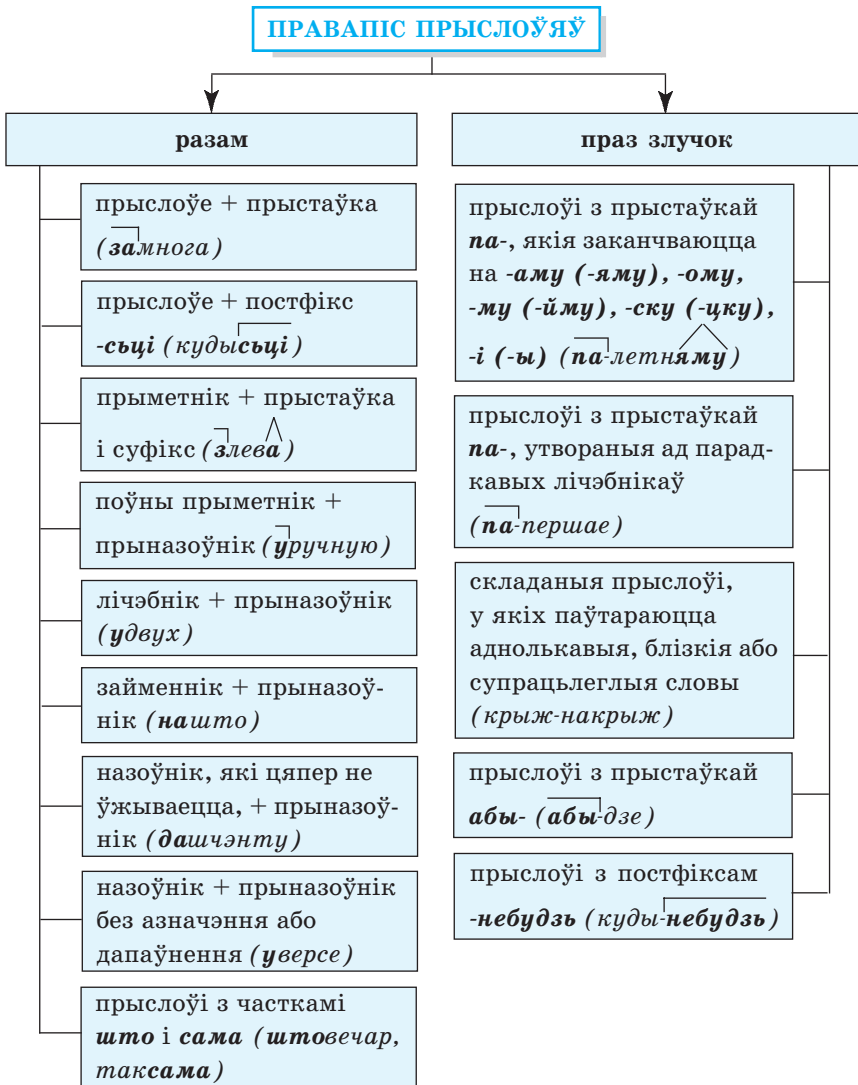 ПРАВАПІС ПРЫСЛОЎЯЎ
разам
прыслоўе + прыстаўка
(замнога)
прыслоўе + постфікс
-сьці (кудысьці)
прыметнік + прыстаўка
і суфікс (злева)
поўны прыметнік +
прыназоўнік (уручную)
лічэбнік + прыназоўнік
(удвух)
займеннік + прыназоў-
нік (нашто)
назоўнік, які цяпер не
ўжываецца, + прыназоў-
нік (дашчэнту)
назоўнік + прыназоўнік
без азначэння або
дапаўнення (уверсе)
прыслоўі з часткамі
што і сама (штовечар,
таксама)
праз злучок
прыслоўі з прыстаўкай
па-, якія заканчваюцца
на -аму (-яму), -ому,
-му (-йму), -ску (-цку),
-і (-ы) (па-летняму)
прыслоўі з прыстаўкай
па-, утвораныя ад парад-
кавых лічэбнікаў
(па-першае)
складаныя прыслоўі,
у якіх паўтараюцца
аднолькавыя, блізкія або
супрацьлеглыя словы
(крыж-накрыж)
прыслоўі з прыстаўкай
абы- (абы-дзе)
прыслоўі з постфіксам
-небудзь (куды-небудзь)